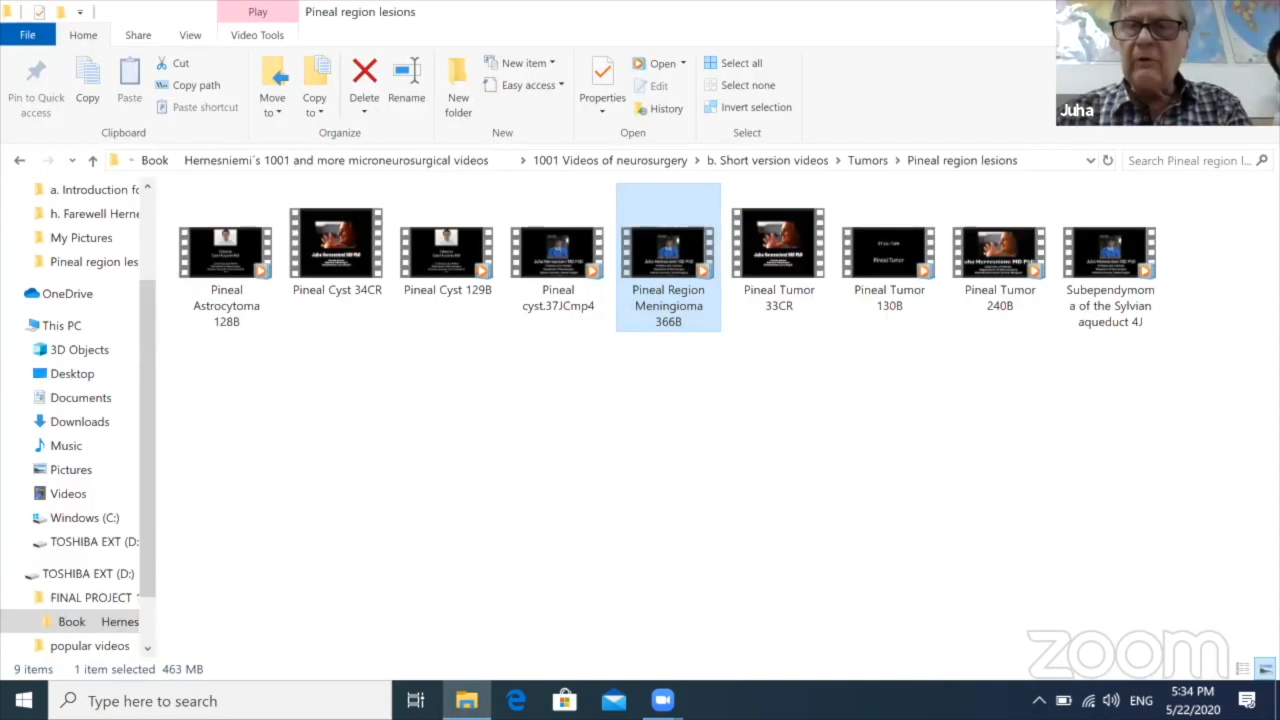 Play
Pineal region lesions
File
Home
Share
View
Video Tools
Pin to Quick access
Copy
Paste
Cut
Copy path
Paste shortcut
Clipboard
Move to
Copy to
Delete
Rename
Organize
New folder
New item
Easy access
New
Properties
Open
Edit
History
Open
Select all
Select none
Invert selection
Select
Juha
Book Hernesniemi´s 1001 and more microneurosurgical videos > 1001 Videos of neurosurgery > b. Short version videos > Tumors > Pineal region lesions
Search Pineal region l...
a. Introduction fo
h. Farewell Herne
My Pictures
Pineal region les
OneDrive
This PC
3D Objects
Desktop
Documents
Downloads
Music
Pictures
Videos
Windows (C:)
TOSHIBA EXT (D:
TOSHIBA EXT (D:)
FINAL PROJECT
Book Hernes
popular videos
Pineal
Astrocytoma
128B
Pineal Cyst 34CR
Pineal Cyst 129B
Pineal
cyst.37JCmp4
Pineal Region
Meningioma
366B
Pineal Tumor
33CR
Pineal Tumor
Pineal Tumor
130B
Juha Hernesniemi MD PhD
Pineal Tumor
240B
Subependymom
a of the Sylvian
aqueduct 4J
9 items 1 item selected 463 MB
zoom
Type here to search
ENG
5:34 PM
5/22/2020